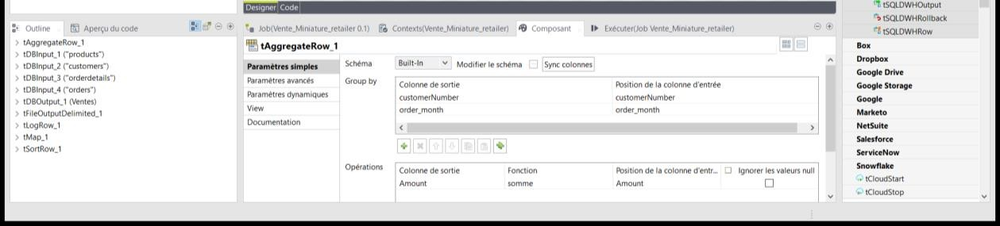 Designer Code
Outline
Aperçu du code
> tAggregateRow_1
> tDBInput_1 ("products")
> tDBInput_2 ("customers")
> tDBInput_3 ("orderdetails")
> tDBInput_4 ("orders")
> tDBOutput_1 (Ventes)
> tFileOutputDelimited_1
> tLogRow_1
> tMap_1
> tSortRow_1
Job(Vente_Miniature_retailer 0.1)
Contexts(Vente_Miniature_retailer)
Composant
Exécuter(Job Vente_Miniature_retailer)
tAggregateRow_1
Paramètres simples
Paramètres avancés
Paramètres dynamiques
View
Documentation
Schéma
Built-In
Modifier le schéma
Sync colonnes
Group by
Colonne de sortie
Position de la colonne d'entrée
customerNumber
customerNumber
order_month
order_month
Opérations
Colonne de sortie
Fonction
Position de la colonne d'entr...
Ignorer les valeurs null
Amount
somme
Amount
tSQLDWHOutput
tSQLDWHRollback
tSQLDWHRow
Box
Dropbox
Google Drive
Google Storage
Google
Marketo
NetSuite
Salesforce
ServiceNow
Snowflake
tCloudStart
tCloudStop